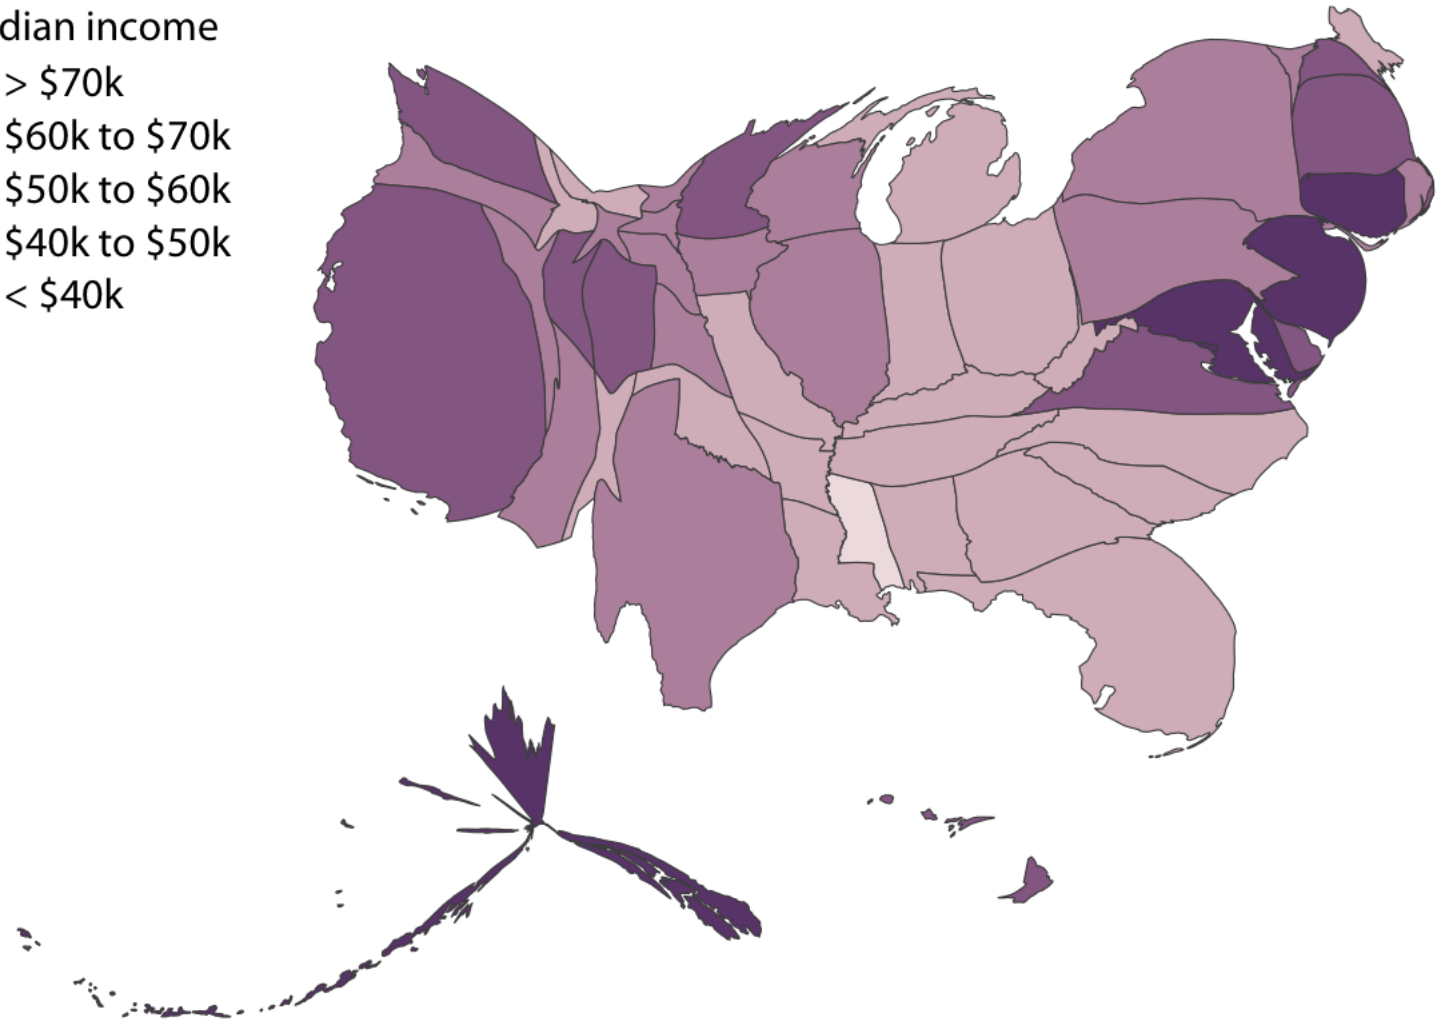 dian income
> $70k
$60k to $70k
$50k to $60k
$40k to $50k
< $40k